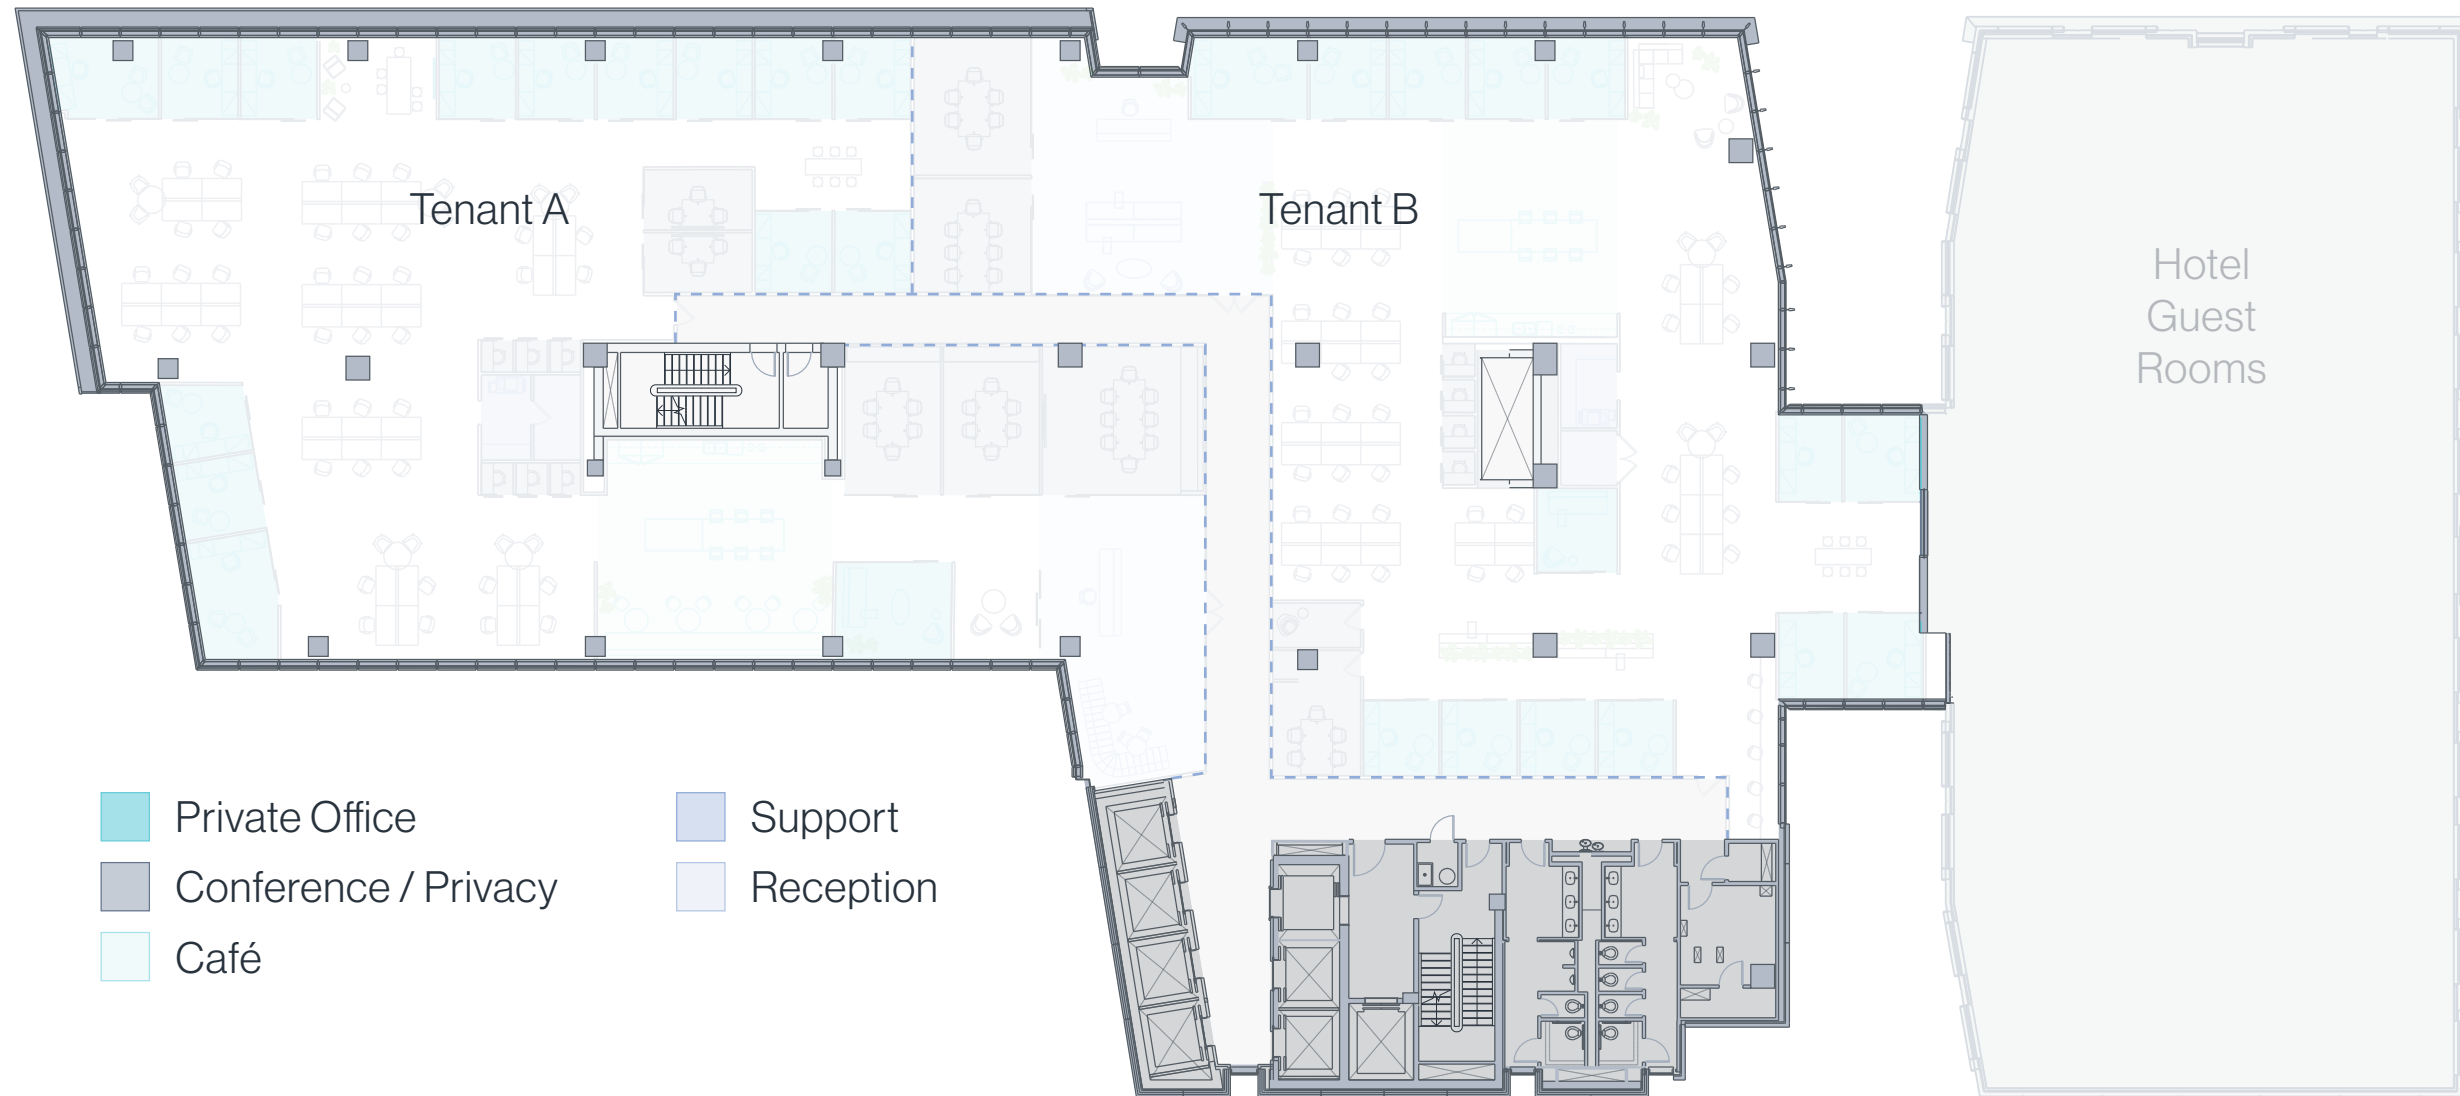 Tenant A
Tenant B
Hotel
Guest
Rooms
Private Office
Support
Conference / Privacy
Reception
Café